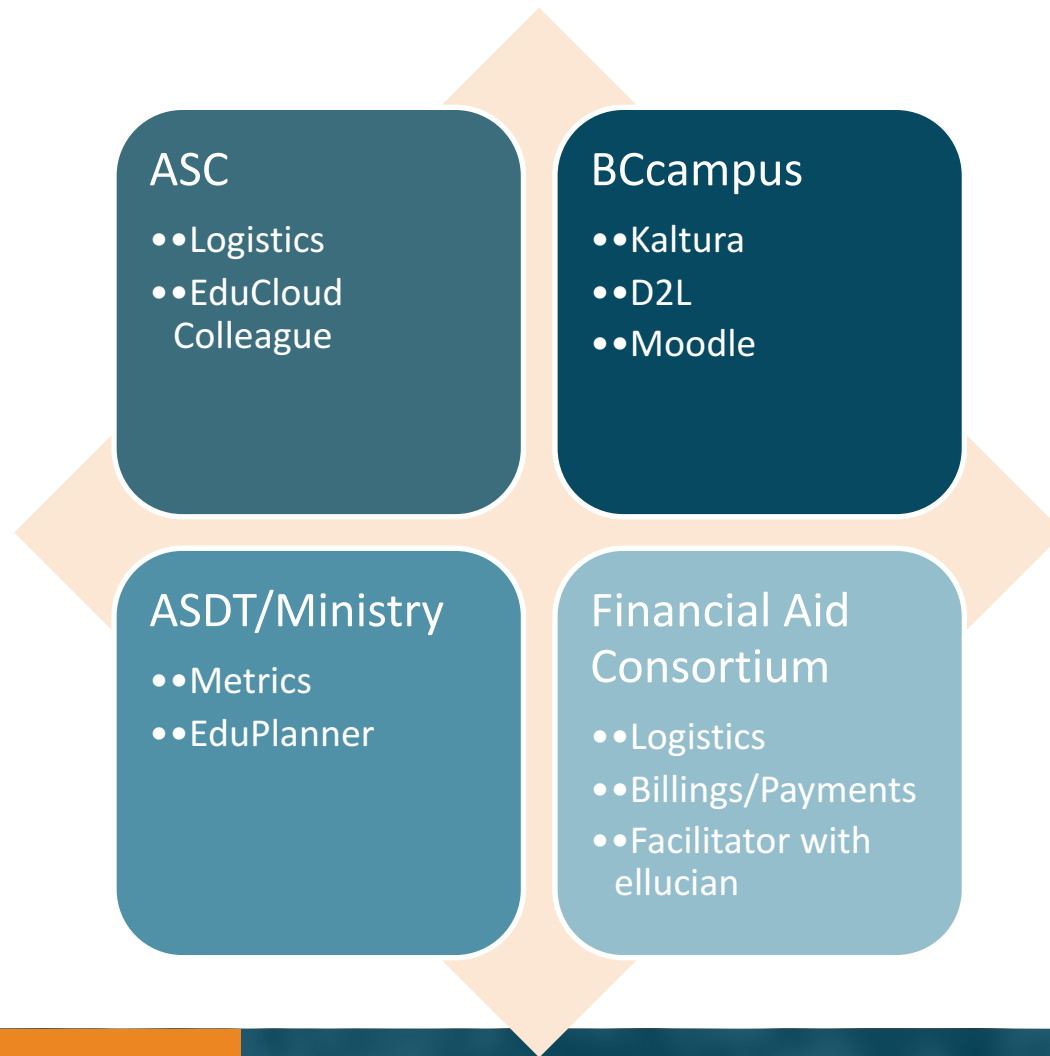 ASC
••Logistics
••EduCloud
Colleague
BCcampus
••Kaltura
••D2L
••Moodle
ASDT/Ministry
••Metrics
••EduPlanner
Financial Aid
Consortium
••Logistics
••Billings/Payments
••Facilitator with
ellucian